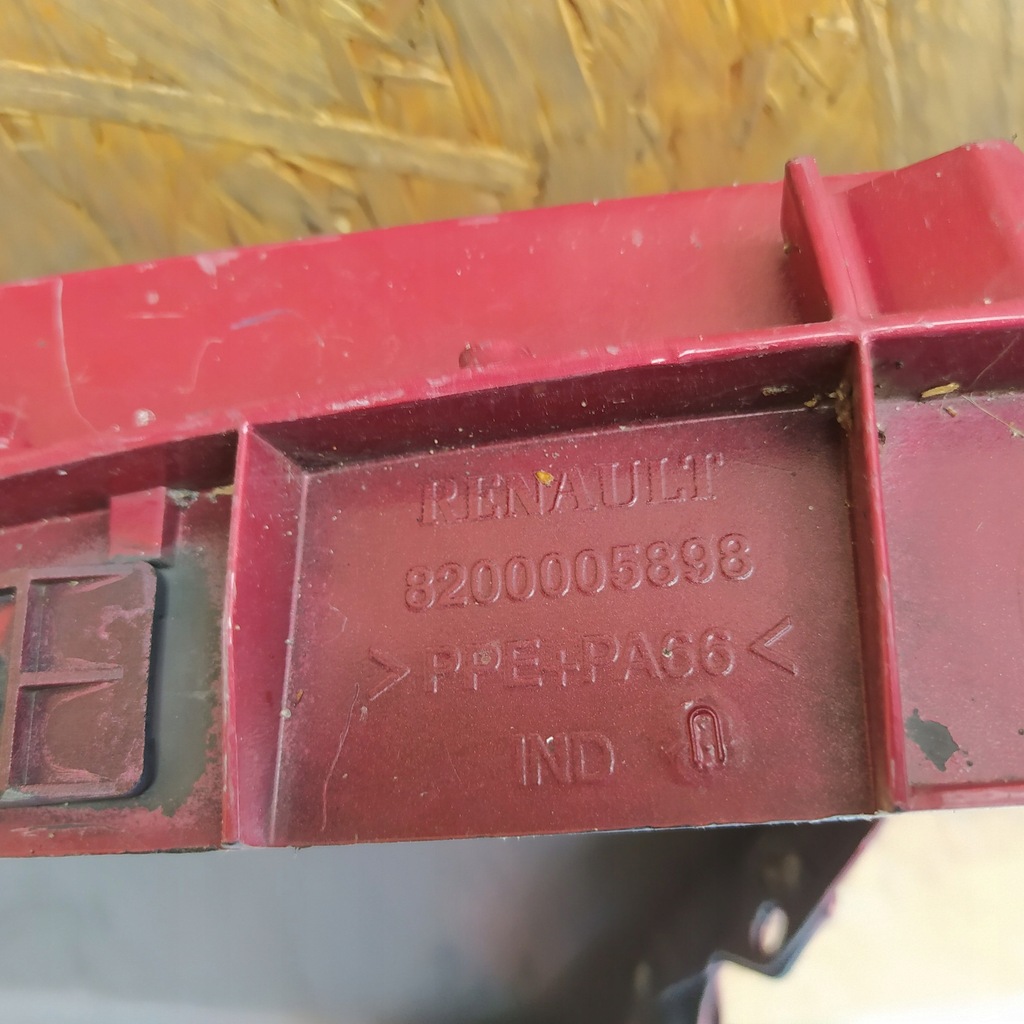 RENAULT
8200005898
>PPE+PA66<
IND